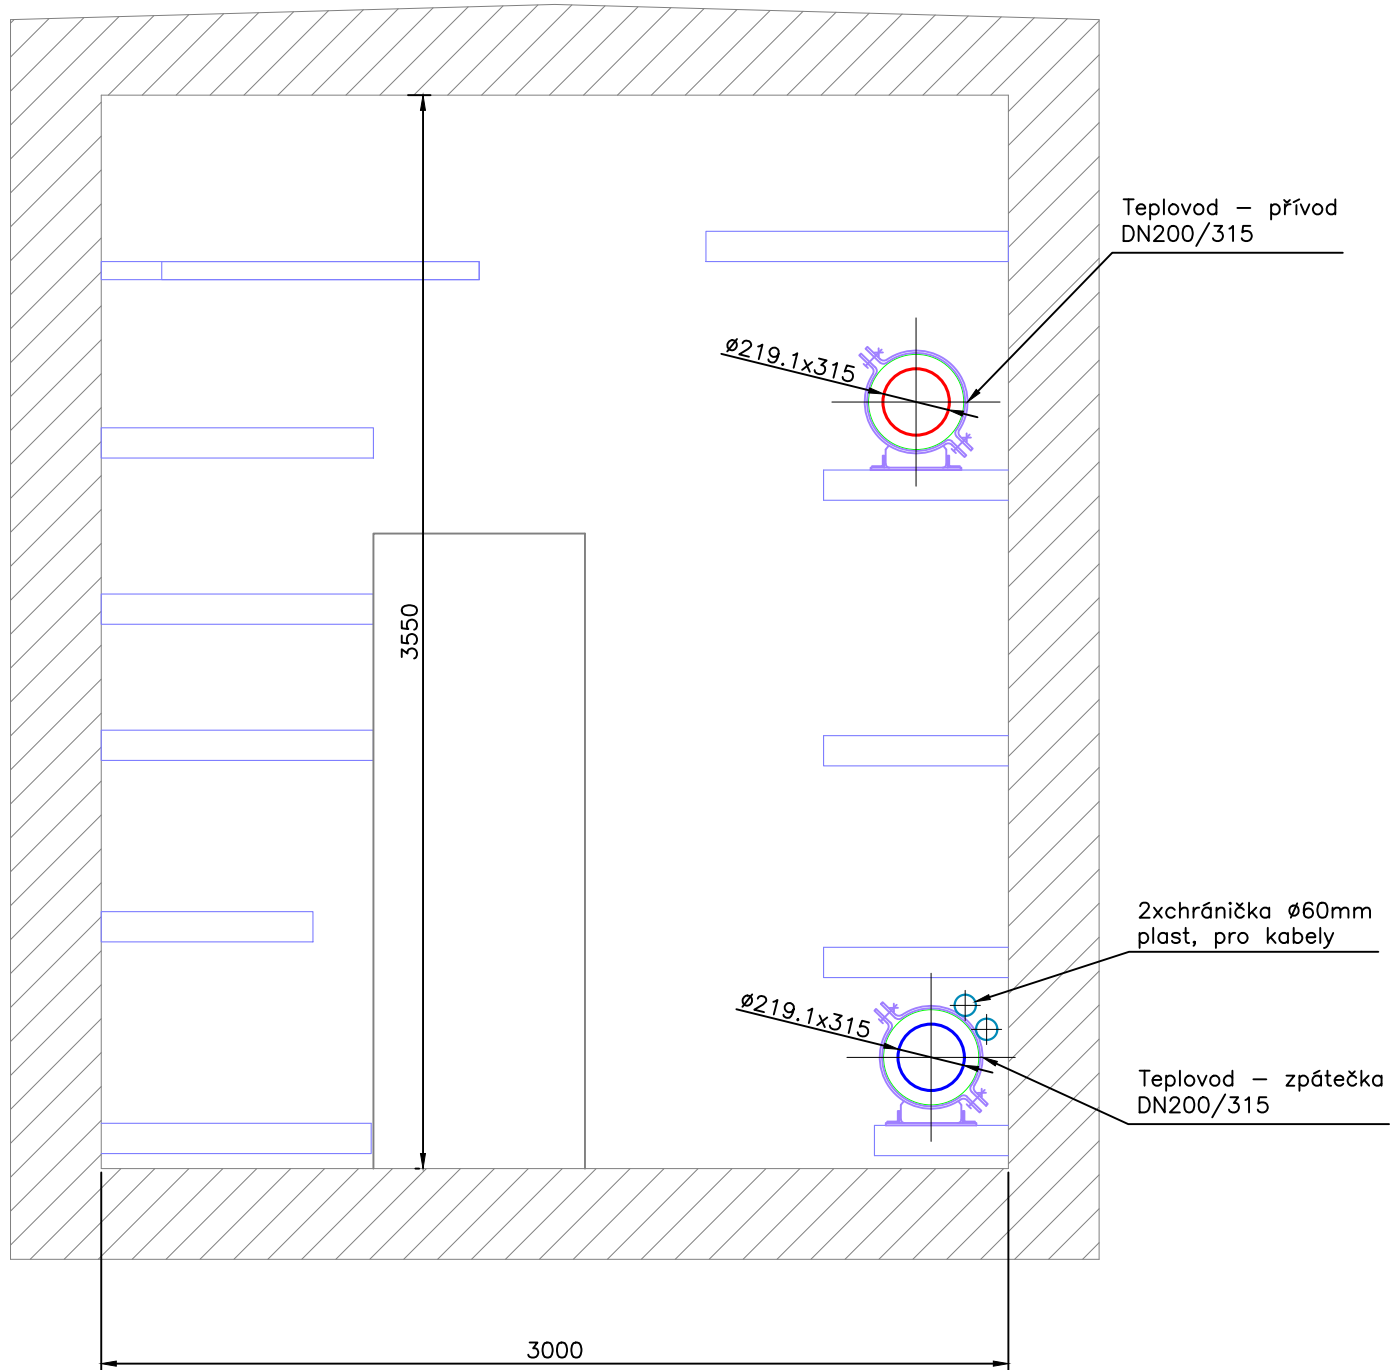 Teplovod – přívod
DN200/315
ø219.1x315
3550
2xchránička ø60mm
plast, pro kabely
ø219.1x315
Teplovod – zpátečka
DN200/315
3000